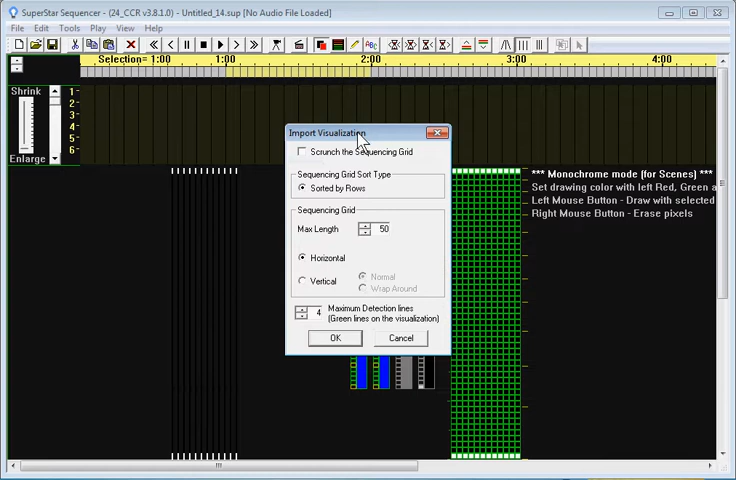 SuperStar Sequencer - (24_CCR v3.8.1.0) - Untitled_14.sup (No Audio File Loaded)
File Edit Tools Play View Help
ABC
Selection= 1:00 1:00 2:00 3:00 4:00
Shrink
1
2
3
4
5
6
Enlarge
Import Visualization
Scrunch the Sequencing Grid
Sequencing Grid Sort Type
Sorted by Rows
Sequencing Grid
Max Length 50
Horizontal
Vertical
Normal
Wrap Around
4 Maximum Detection lines
(Green lines on the visualization)
OK Cancel
*** Monochrome mode (for Scenes) ***
Set drawing color with left Red, Green a
Left Mouse Button - Draw with selected
Right Mouse Button - Erase pixels